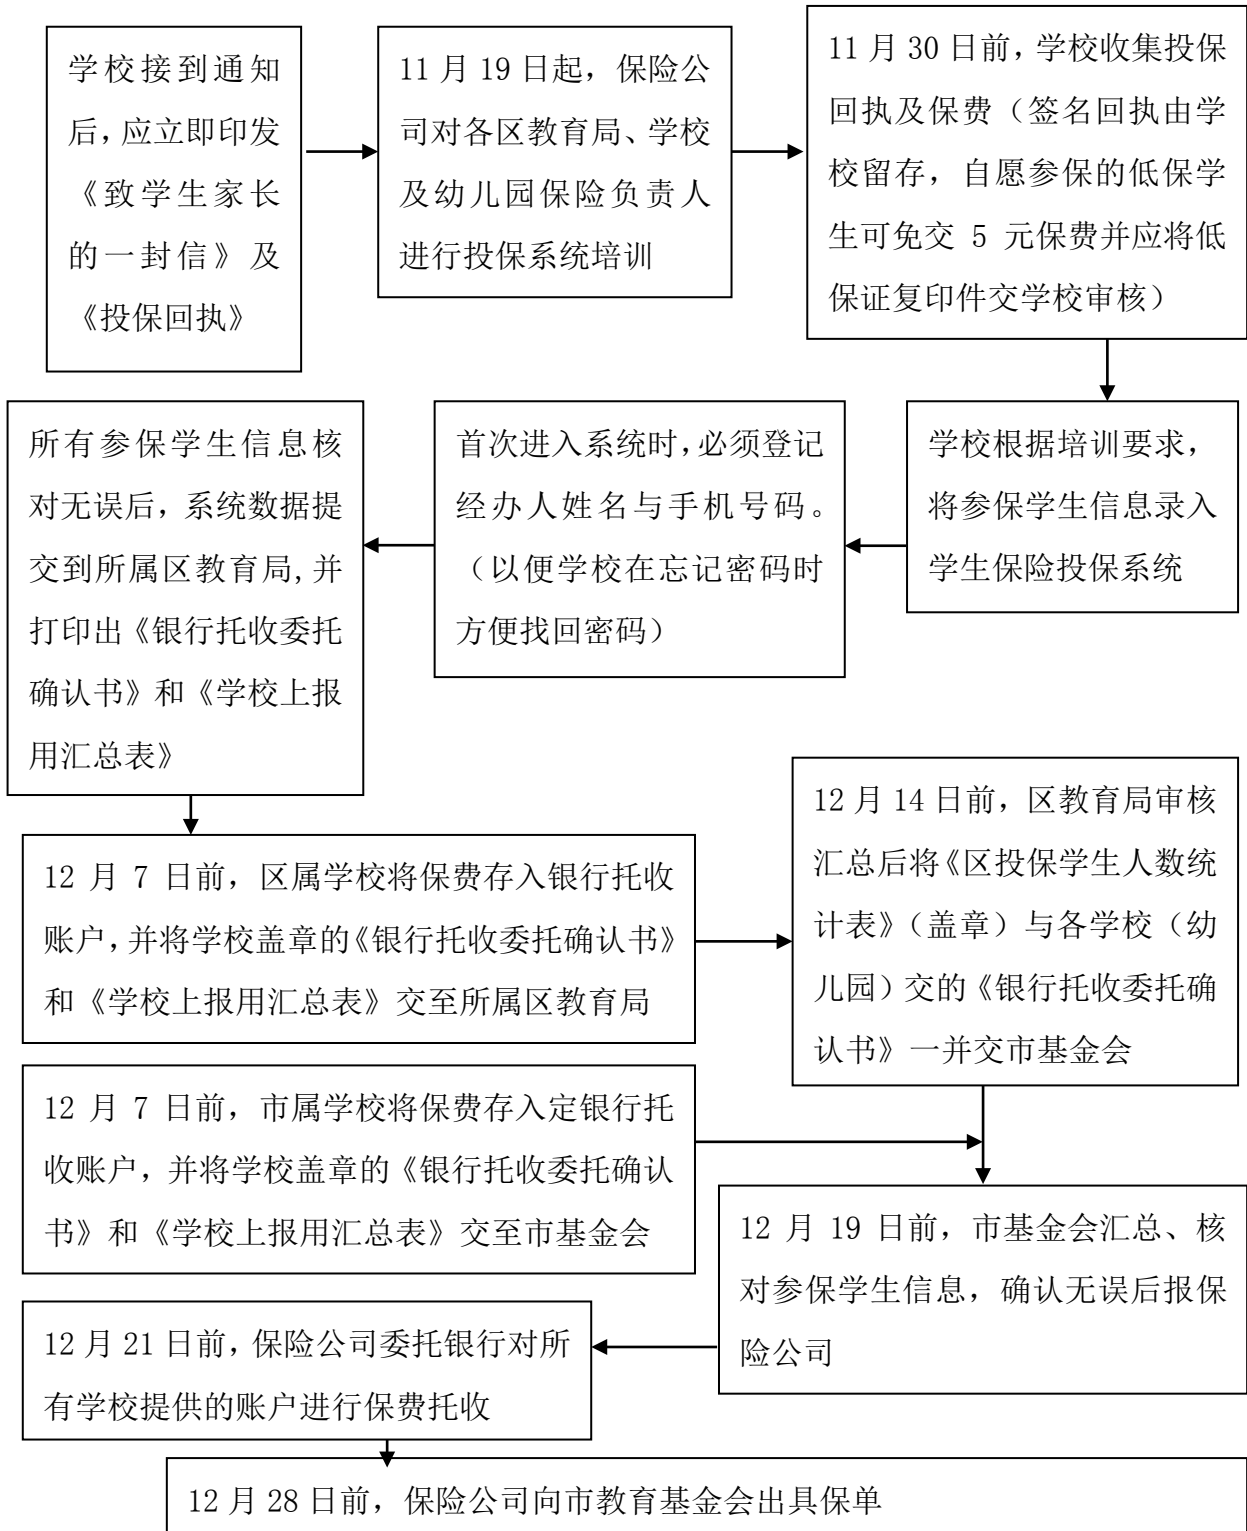 学校接到通知
后，应立即印发
《致学生家长
的一封信》及
《投保回执》
11 月 19 日起，保险公
司对各区教育局、学校
及幼儿园保险负责人
进行投保系统培训
11 月 30 日前，学校收集投保
回执及保费（签名回执由学
校留存，自愿参保的低保学
生可免交 5 元保费并应将低
保证复印件交学校审核）
学校根据培训要求，
将参保学生信息录入
学生保险投保系统
首次进入系统时，必须登记
经办人姓名与手机号码。
（以便学校在忘记密码时
方便找回密码）
所有参保学生信息核
对无误后，系统数据提
交到所属区教育局,并
打印出《银行托收委托
确认书》和《学校上报
用汇总表》
12 月 7 日前，区属学校将保费存入银行托收
账户，并将学校盖章的《银行托收委托确认书》
和《学校上报用汇总表》交至所属区教育局
12 月 14 日前，区教育局审核
汇总后将《区投保学生人数统
计表》（盖章）与各学校（幼
儿园）交的《银行托收委托确
认书》一并交市基金会
12 月 7 日前，市属学校将保费存入定银行托
收账户，并将学校盖章的《银行托收委托确认
书》和《学校上报用汇总表》交至市基金会
12 月 19 日前，市基金会汇总、核
对参保学生信息，确认无误后报保
险公司
12 月 21 日前，保险公司委托银行对所
有学校提供的账户进行保费托收
12 月 28 日前，保险公司向市教育基金会出具保单